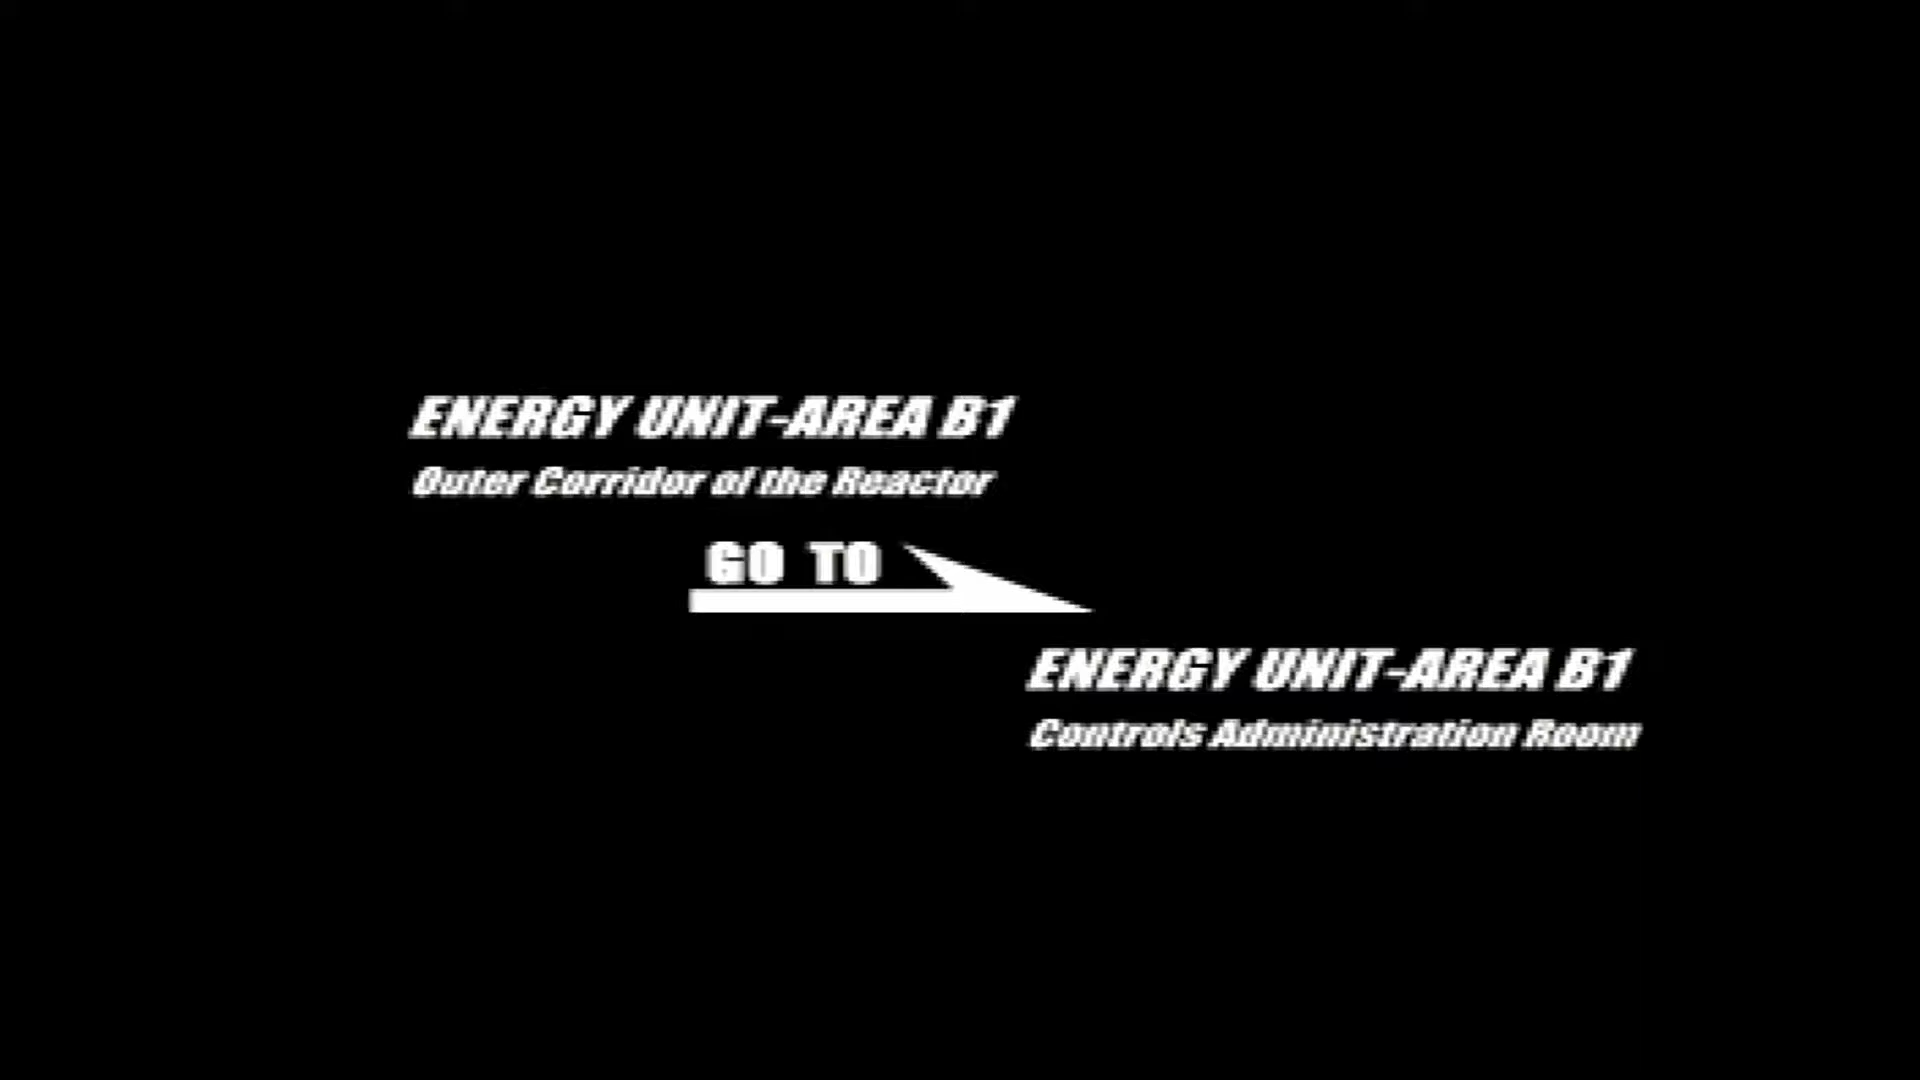 ENERGY UNIT-AREA B1
Outer Corridor of the Reactor
GO TO
ENERGY UNIT-AREA B1
Controls Administration Room